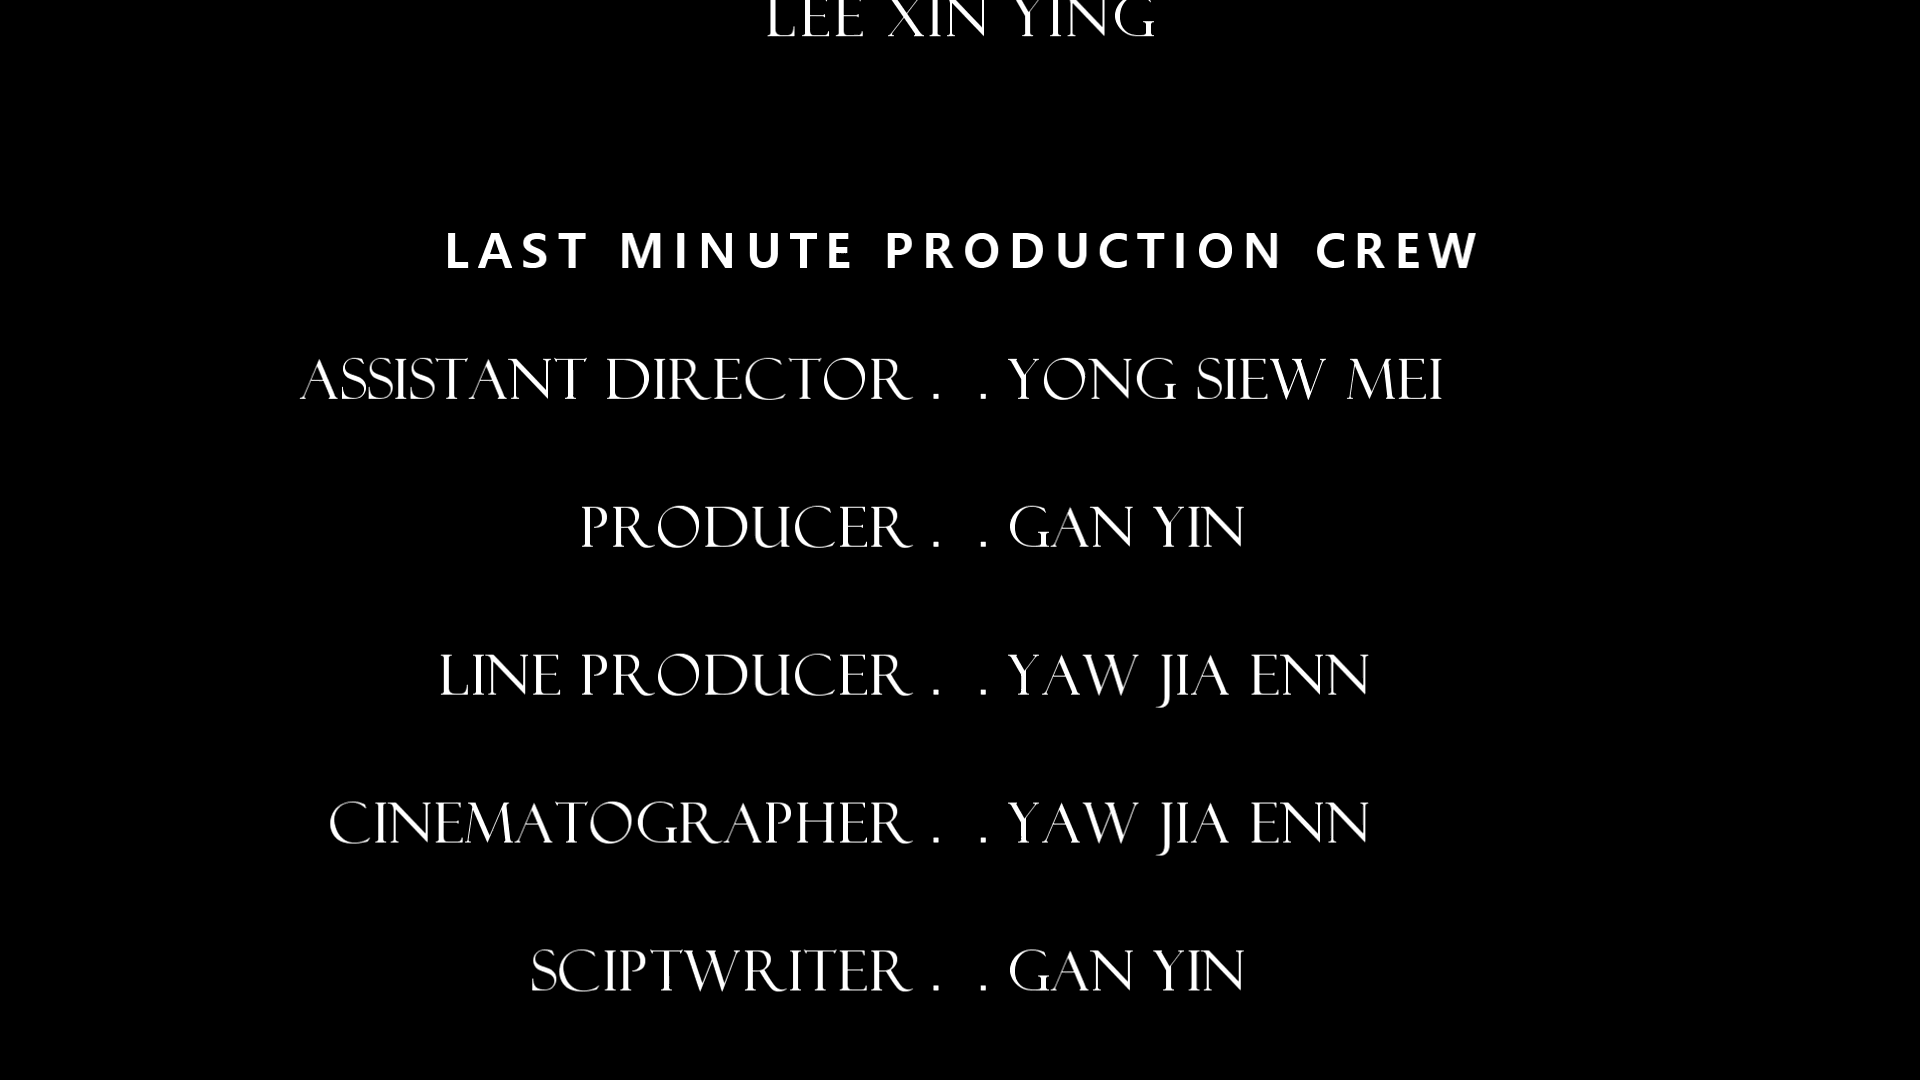 LEE XIN YING
LAST MINUTE PRODUCTION CREW
ASSISTANT DIRECTOR . . YONG SIEW MEI
PRODUCER . . GAN YIN
LINE PRODUCER . . YAW JIA ENN
CINEMATOGRAPHER . . YAW JIA ENN
SCIPTWRITER . . GAN YIN